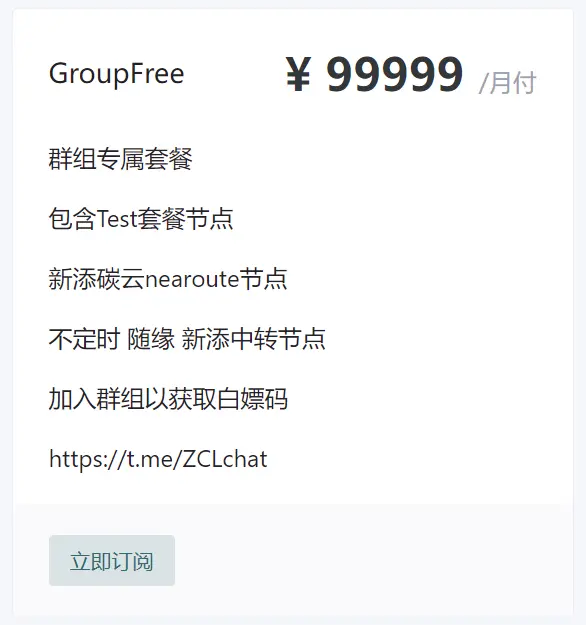 GroupFree
¥ 99999 /月付
群组专属套餐
包含Test套餐节点
新添碳云nearoute节点
不定时 随缘 新添中转节点
加入群组以获取白嫖码
https://t.me/ZCLchat
立即订阅